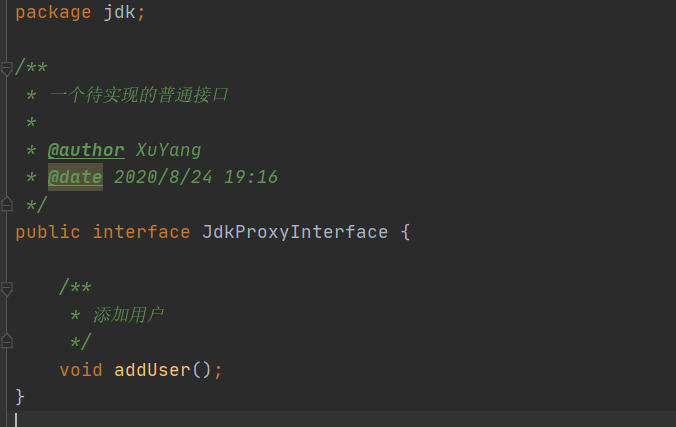 package jdk;
/**
* 一个待实现的普通接口
*
* @author XuYang
* @date 2020/8/24 19:16
*/
public interface JdkProxyInterface {
/**
* 添加用户
*/
void addUser();
}